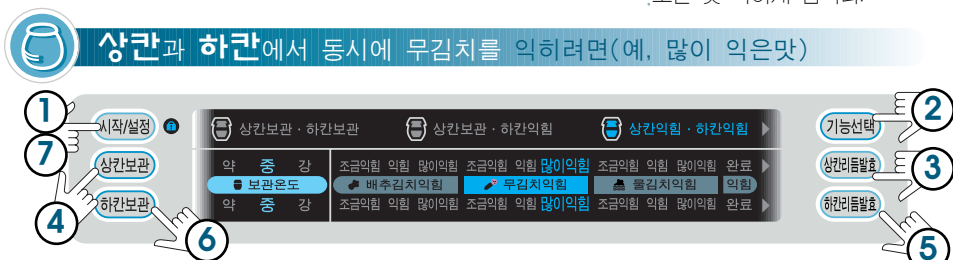 상칸과 하칸에서 동시에 무김치를 익히려면(예, 많이 익은맛)
1 시작/설정 상칸보관 · 하칸보관 상칸보관 · 하칸익힘 상칸익힘 · 하칸익힘 기능선택 2
7 상칸보관 약 중 강 조금익힘 익힘 많이익힘 조금익힘 익힘 많이익힘 조금익힘 익힘 많이익힘 완료 상칸리듬발효 3
보관온도 배추김치익힘 무김치익힘 물김치익힘 익힘
4 하칸보관 약 중 강 조금익힘 익힘 많이익힘 조금익힘 익힘 많이익힘 조금익힘 익힘 많이익힘 완료 하칸리듬발효
6 5